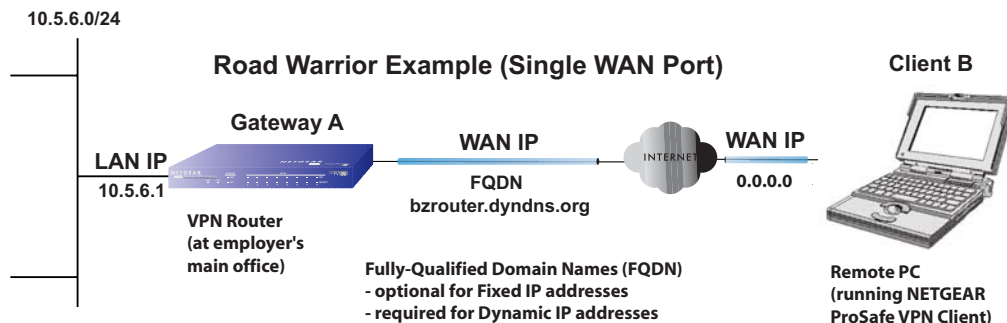 10.5.6.0/24
Road Warrior Example (Single WAN Port)
Client B
Gateway A
WAN IP
WAN IP
LAN IP
NETGEAR
INTERNET
10.5.6.1
FQDN
bzrouter.dyndns.org
0.0.0.0
VPN Router
(at employer's
main office)
Fully-Qualified Domain Names (FQDN)
- optional for Fixed IP addresses
- required for Dynamic IP addresses
Remote PC
(running NETGEAR
ProSafe VPN Client)